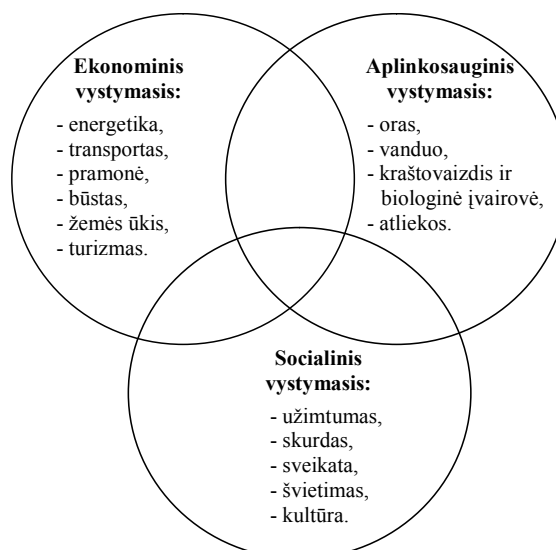 Ekonominis
vystymasis:
- energetika,
- transportas,
- pramonė,
- būstas,
- žemės ūkis,
- turizmas.
Aplinkosauginis
vystymasis:
- oras,
- vanduo,
- kraštovaizdis ir
biologinė įvairovė,
- atliekos.
Socialinis
vystymasis:
- užimtumas,
- skurdas,
- sveikata,
- švietimas,
- kultūra.